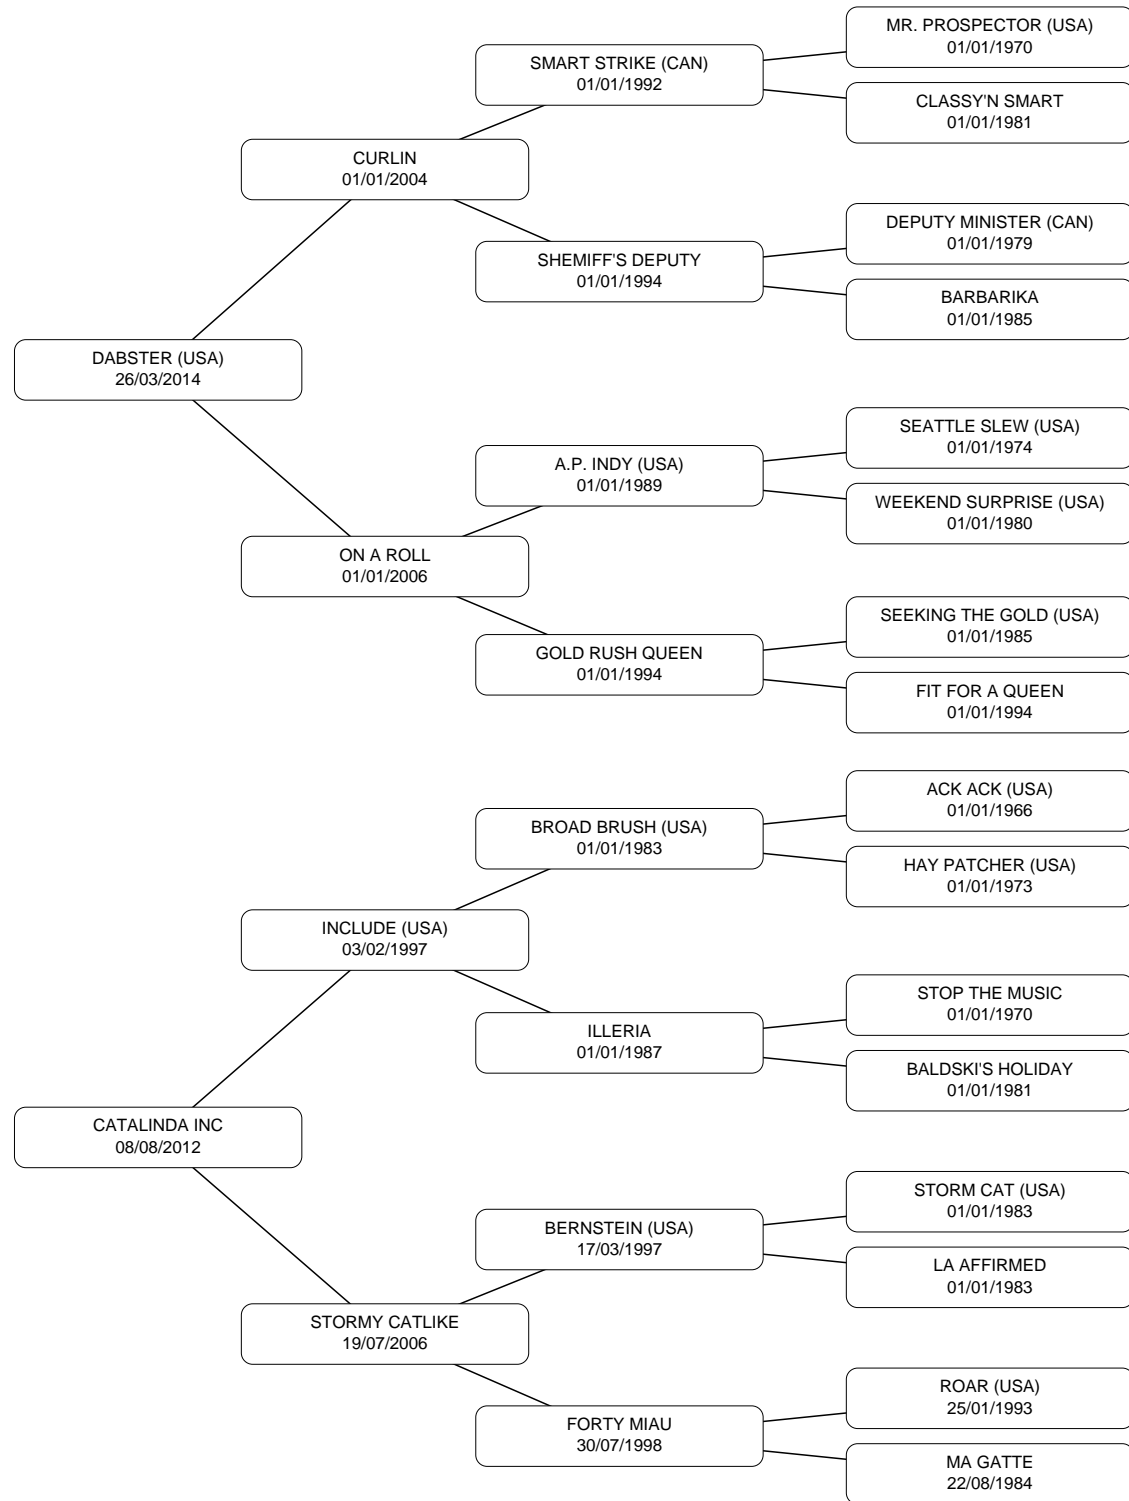 MR. PROSPECTOR (USA)
01/01/1970
SMART STRIKE (CAN)
01/01/1992
CLASSY'N SMART
01/01/1981
CURLIN
01/01/2004
DEPUTY MINISTER (CAN)
01/01/1979
SHEMIFF'S DEPUTY
01/01/1994
BARBARIKA
01/01/1985
DABSTER (USA)
26/03/2014
SEATTLE SLEW (USA)
01/01/1974
A.P. INDY (USA)
01/01/1989
WEEKEND SURPRISE (USA)
01/01/1980
ON A ROLL
01/01/2006
SEEKING THE GOLD (USA)
01/01/1985
GOLD RUSH QUEEN
01/01/1994
FIT FOR A QUEEN
01/01/1994
ACK ACK (USA)
01/01/1966
BROAD BRUSH (USA)
01/01/1983
HAY PATCHER (USA)
01/01/1973
INCLUDE (USA)
03/02/1997
STOP THE MUSIC
01/01/1970
ILLERIA
01/01/1987
BALDSKI'S HOLIDAY
01/01/1981
CATALINDA INC
08/08/2012
STORM CAT (USA)
01/01/1983
BERNSTEIN (USA)
17/03/1997
LA AFFIRMED
01/01/1983
STORMY CATLIKE
19/07/2006
ROAR (USA)
25/01/1993
FORTY MIAU
30/07/1998
MA GATTE
22/08/1984